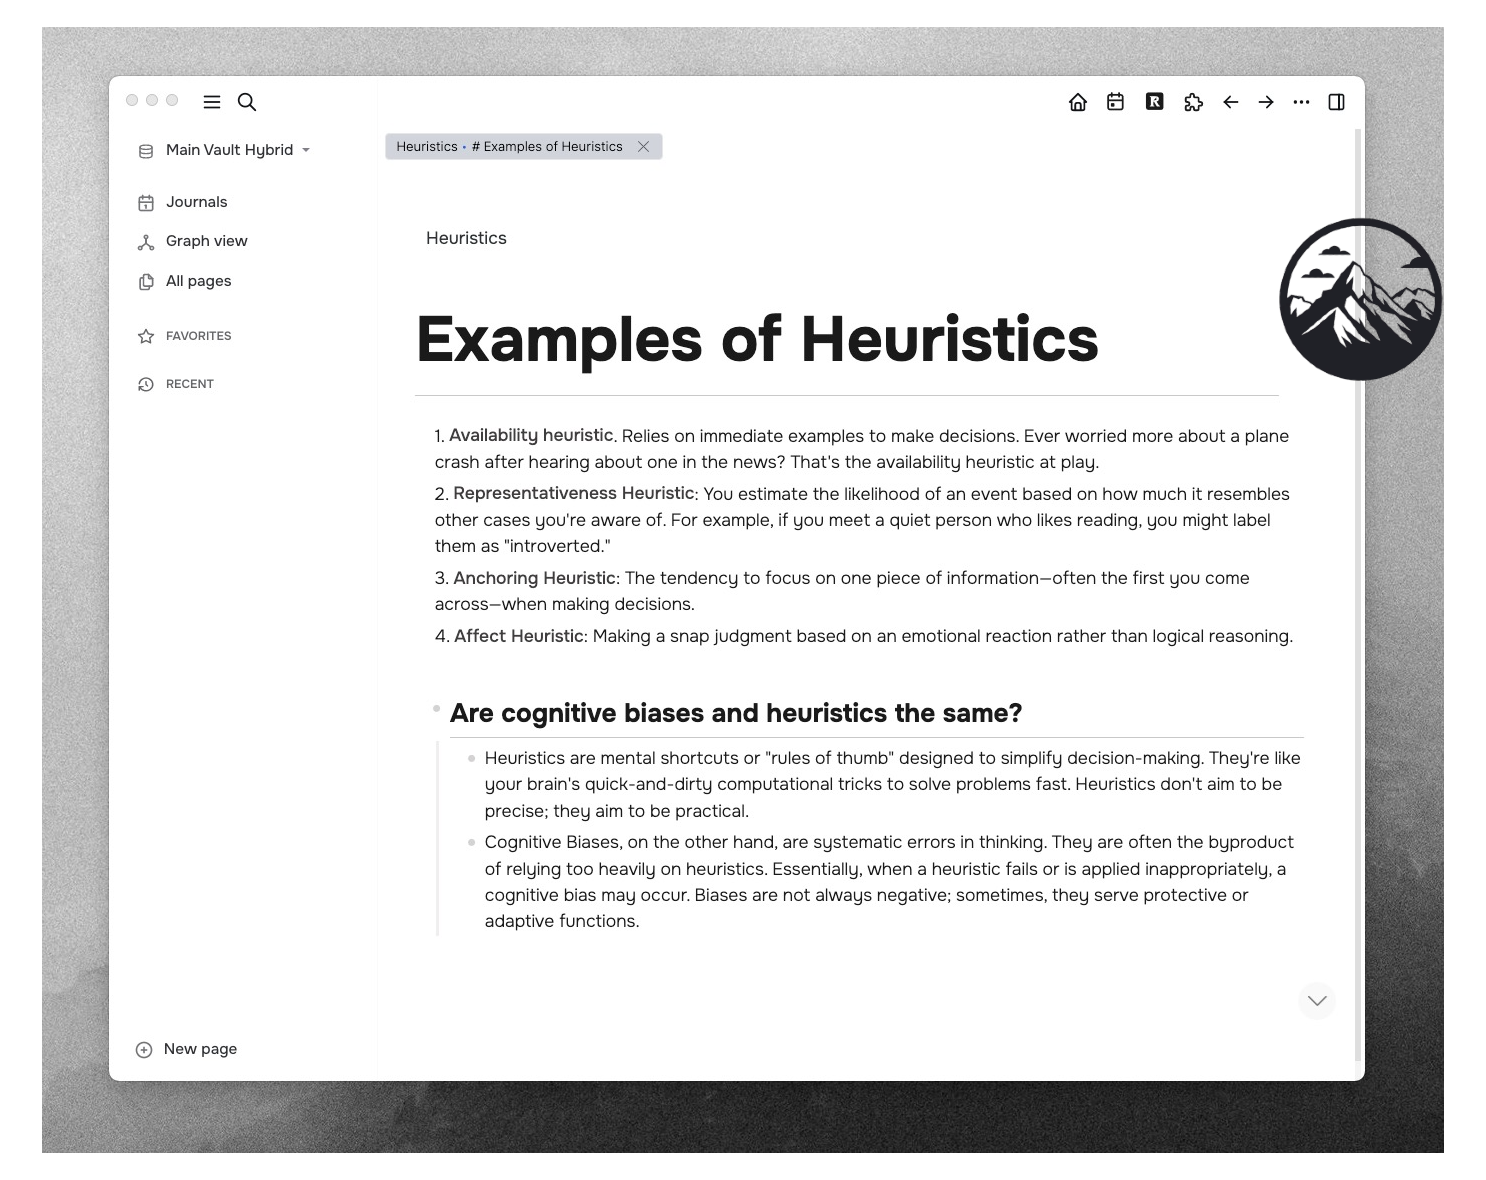 Main Vault Hybrid
Journals
Graph view
All pages
FAVORITES
RECENT
New page
R
Heuristics • # Examples of Heuristics
Heuristics
Examples of Heuristics
1. Availability heuristic. Relies on immediate examples to make decisions. Ever worried more about a plane
crash after hearing about one in the news? That's the availability heuristic at play.
2. Representativeness Heuristic: You estimate the likelihood of an event based on how much it resembles
other cases you're aware of. For example, if you meet a quiet person who likes reading, you might label
them as "introverted."
3. Anchoring Heuristic: The tendency to focus on one piece of information—often the first you come
across—when making decisions.
4. Affect Heuristic: Making a snap judgment based on an emotional reaction rather than logical reasoning.
Are cognitive biases and heuristics the same?
Heuristics are mental shortcuts or "rules of thumb" designed to simplify decision-making. They're like
your brain's quick-and-dirty computational tricks to solve problems fast. Heuristics don't aim to be
precise; they aim to be practical.
Cognitive Biases, on the other hand, are systematic errors in thinking. They are often the byproduct
of relying too heavily on heuristics. Essentially, when a heuristic fails or is applied inappropriately, a
cognitive bias may occur. Biases are not always negative; sometimes, they serve protective or
adaptive functions.